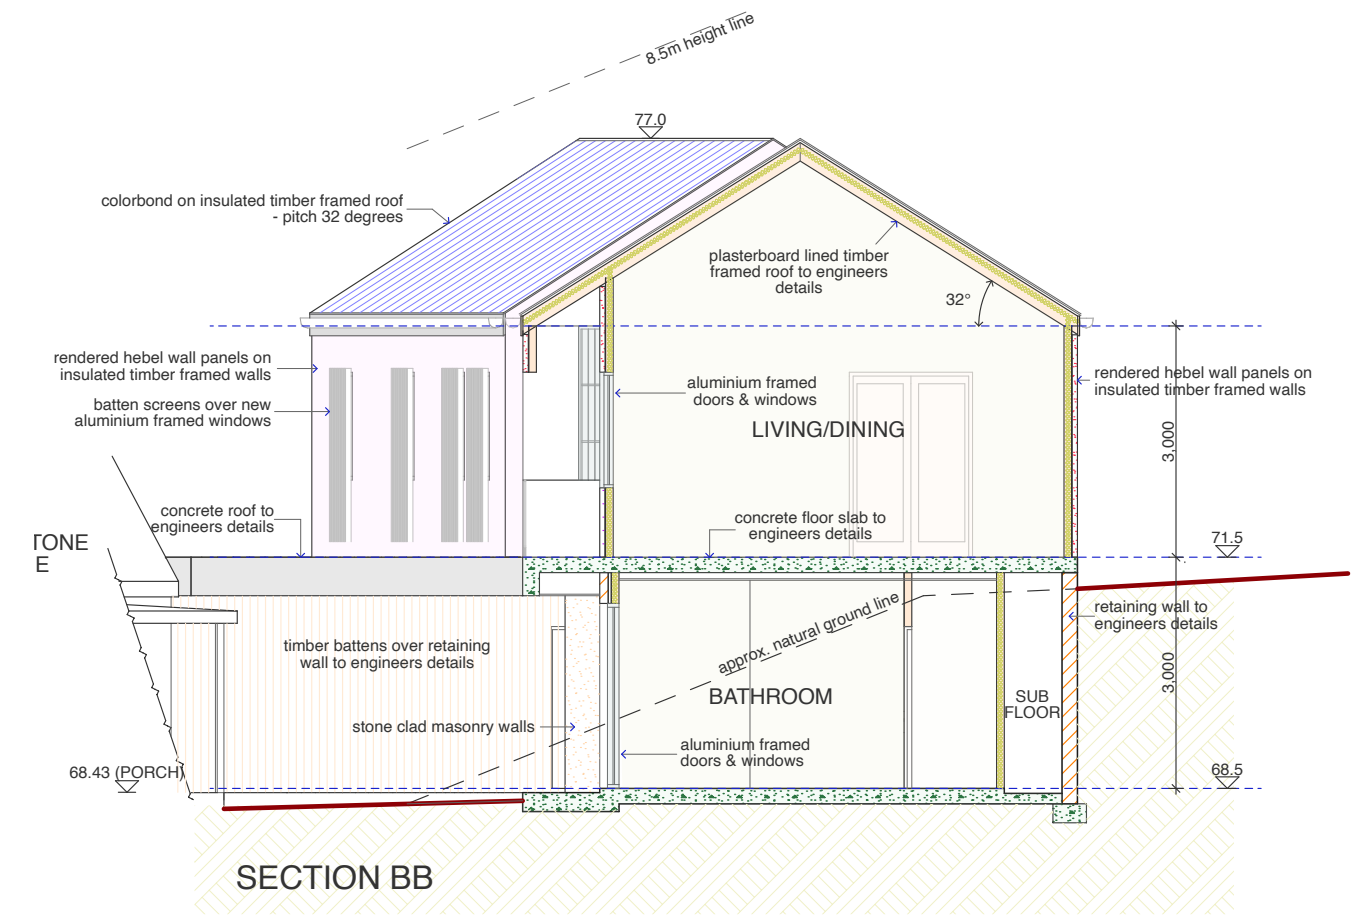 8.5m height line
77.0
colorbond on insulated timber framed roof
- pitch 32 degrees
plasterboard lined timber
framed roof to engineers
details
32°
rendered hebel wall panels on
insulated timber framed walls
batten screens over new
aluminium framed windows
aluminium framed
doors & windows
LIVING/DINING
rendered hebel wall panels on
insulated timber framed walls
3,000
concrete roof to
engineers details
concrete floor slab to
engineers details
71.5
TONE
E
timber battens over retaining
wall to engineers details
approx. natural ground line
retaining wall to
engineers details
3,000
BATHROOM
SUB
FLOOR
stone clad masonry walls
aluminium framed
doors & windows
68.43 (PORCH)
68.5
SECTION BB